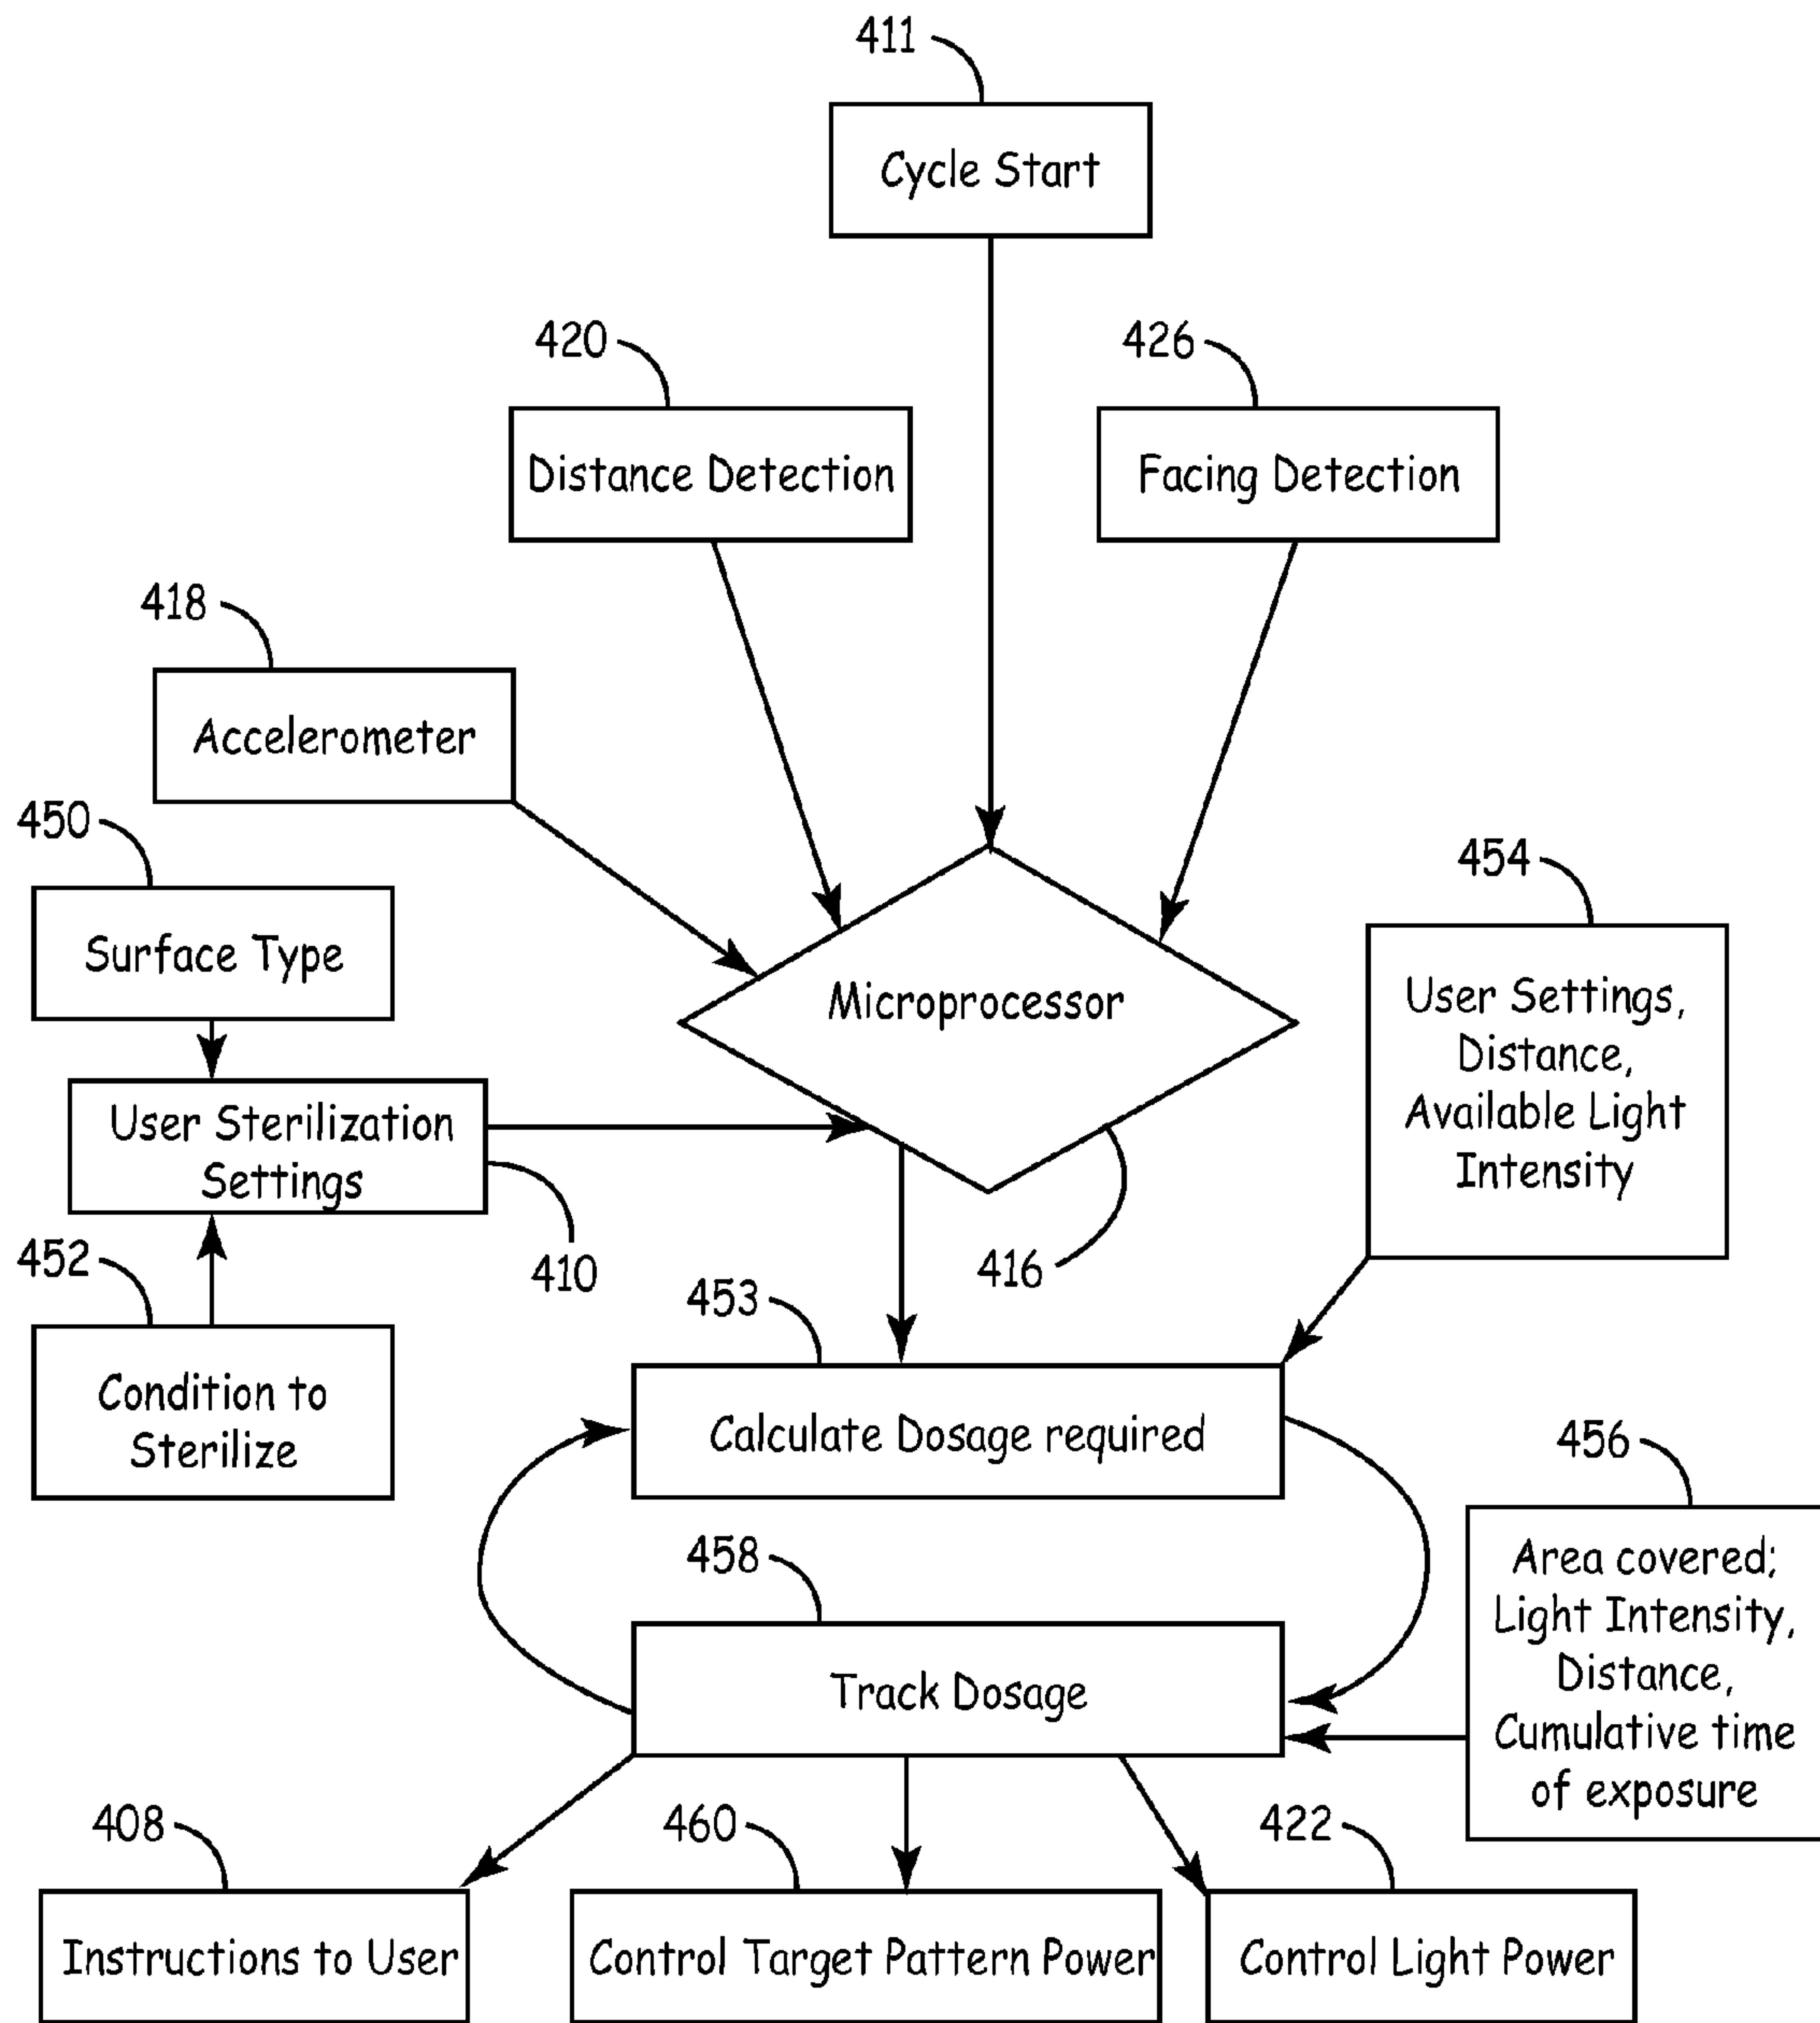 411
Cycle Start
420
426
Distance Detection
Facing Detection
418
Accelerometer
450
454
Surface Type
Microprocessor
User Settings,
Distance,
Available Light
Intensity
User Sterilization
Settings
452
410
416
453
Condition to
Sterilize
Calculate Dosage required
456
458
Area covered;
Light Intensity,
Distance,
Cumulative time
of exposure
Track Dosage
408
460
422
Instructions to User
Control Target Pattern Power
Control Light Power